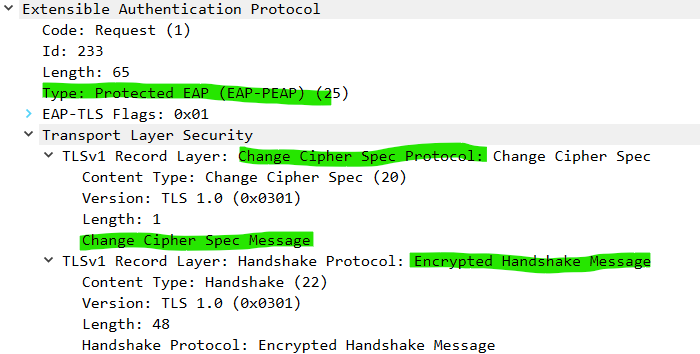 Extensible Authentication Protocol
Code: Request (1)
Id: 233
Length: 65
Type: Protected EAP (EAP-PEAP) (25)
EAP-TLS Flags: 0x01
Transport Layer Security
TLSv1 Record Layer: Change Cipher Spec Protocol: Change Cipher Spec
Content Type: Change Cipher Spec (20)
Version: TLS 1.0 (0x0301)
Length: 1
Change Cipher Spec Message
TLSv1 Record Layer: Handshake Protocol: Encrypted Handshake Message
Content Type: Handshake (22)
Version: TLS 1.0 (0x0301)
Length: 48
Handshake Protocol: Encrypted Handshake Message